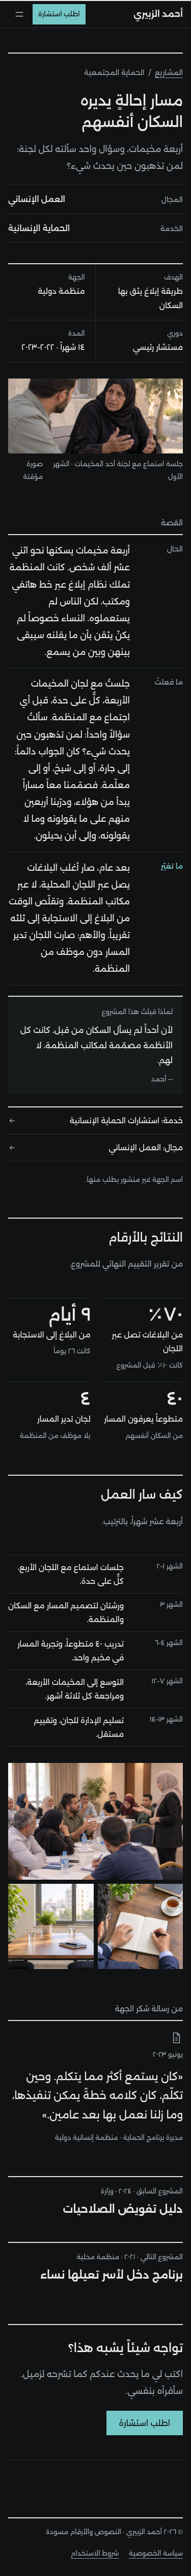 أحمد الزبيري
اطلب استشارة
المشاريع / الحماية المجتمعية
مسار إحالةٍ يديره
السكان أنفسهم
أربعة مخيمات، وسؤال واحد سألته لكل لجنة:
لمن تذهبون حين يحدث شيء؟
المجال
العمل الإنساني
الخدمة
الحماية الإنسانية
الهدف
طريقة إبلاغ يثق بها
السكان
الجهة
منظمة دولية
دوري
مستشار رئيسي
المدة
١٤ شهراً · ٢٠٢٢–٢٠٢٣
جلسة استماع مع لجنة أحد المخيمات · الشهر
الأول
صورة
مؤقتة
القصة
الحال
أربعة مخيمات يسكنها نحو اثني
عشر ألف شخص. كانت المنظمة
تملك نظام إبلاغ عبر خط هاتفي
ومكتب، لكن الناس لم
يستعملوه. النساء خصوصاً لم
يكنّ يثقن بأن ما يقلنه سيبقى
بينهن وبين من يسمع.
ما فعلتُ
جلستُ مع لجان المخيمات
الأربعة، كلٌّ على حدة، قبل أي
اجتماع مع المنظمة. سألتُ
سؤالاً واحداً: لمن تذهبون حين
يحدث شيء؟ كان الجواب دائماً:
إلى جارة، أو إلى شيخ، أو إلى
معلّمة. فصمّمنا معاً مساراً
يبدأ من هؤلاء، ودرّبنا أربعين
منهم على ما يقولونه وما لا
يقولونه، وإلى أين يحيلون.
ما تغيّر
بعد عام، صار أغلب البلاغات
يصل عبر اللجان المحلية، لا عبر
مكاتب المنظمة. وتقلّص الوقت
من البلاغ إلى الاستجابة إلى ثلثه
تقريباً. والأهم: صارت اللجان تدير
المسار دون موظف من
المنظمة.
لماذا قبلتُ هذا المشروع
لأن أحداً لم يسأل السكان من قبل. كانت كل
الأنظمة مصمّمة لمكاتب المنظمة، لا
لهم.
— أحمد
خدمة: استشارات الحماية الإنسانية
مجال: العمل الإنساني
اسم الجهة غير منشور بطلب منها.
النتائج بالأرقام
من تقرير التقييم النهائي للمشروع.
٧٠٪
من البلاغات تصل عبر
اللجان
كانت ١٠٪ قبل المشروع
٩ أيام
من البلاغ إلى الاستجابة
كانت ٢٦ يوماً
٤٠
متطوعاً يعرفون المسار
من السكان أنفسهم
٤
لجان تدير المسار
بلا موظف من المنظمة
كيف سار العمل
أربعة عشر شهراً، بالترتيب.
الشهر ١-٢
جلسات استماع مع اللجان الأربع،
كلٌّ على حدة.
الشهر ٣
ورشتان لتصميم المسار مع السكان
والمنظمة.
الشهر ٤-٦
تدريب ٤٠ متطوعاً، وتجربة المسار
في مخيم واحد.
الشهر ٧-١٢
التوسع إلى المخيمات الأربعة،
ومراجعة كل ثلاثة أشهر.
الشهر ١٣-١٤
تسليم الإدارة للجان، وتقييم
مستقل.
من رسالة شكر الجهة
يونيو ٢٠٢٣
«كان يستمع أكثر مما يتكلم. وحين
تكلّم، كان كلامه خطةً يمكن تنفيذها،
وما زلنا نعمل بها بعد عامين.»
مديرة برنامج الحماية · منظمة إنسانية دولية
المشروع السابق · ٢٠٢٤ · وزارة
دليل تفويض الصلاحيات
المشروع التالي · ٢٠٢١ · منظمة محلية
برنامج دخل لأسر تعيلها نساء
تواجه شيئاً يشبه هذا؟
اكتب لي ما يحدث عندكم كما تشرحه لزميل.
سأقرأه بنفسي.
اطلب استشارة
© ٢٠٢٦ أحمد الزبيري · النصوص والأرقام مسودة
سياسة الخصوصية
شروط الاستخدام